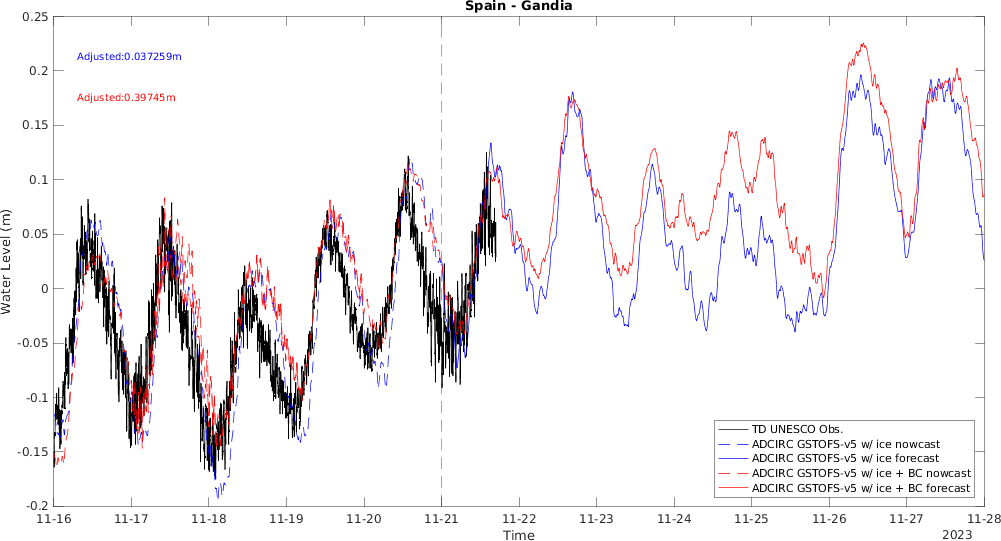 Spain - Gandia
0.25
0.2
0.15
0.1
0.05
0
-0.05
-0.1
-0.15
-0.2
Water Level (m)
Adjusted:0.037259m
Adjusted:0.39745m
TD UNESCO Obs.
ADCIRC GSTOFS-v5 w/ ice nowcast
ADCIRC GSTOFS-v5 w/ ice forecast
ADCIRC GSTOFS-v5 w/ ice + BC nowcast
ADCIRC GSTOFS-v5 w/ ice + BC forecast
11-16 11-17 11-18 11-19 11-20 11-21 11-22 11-23 11-24 11-25 11-26 11-27 11-28
Time
2023